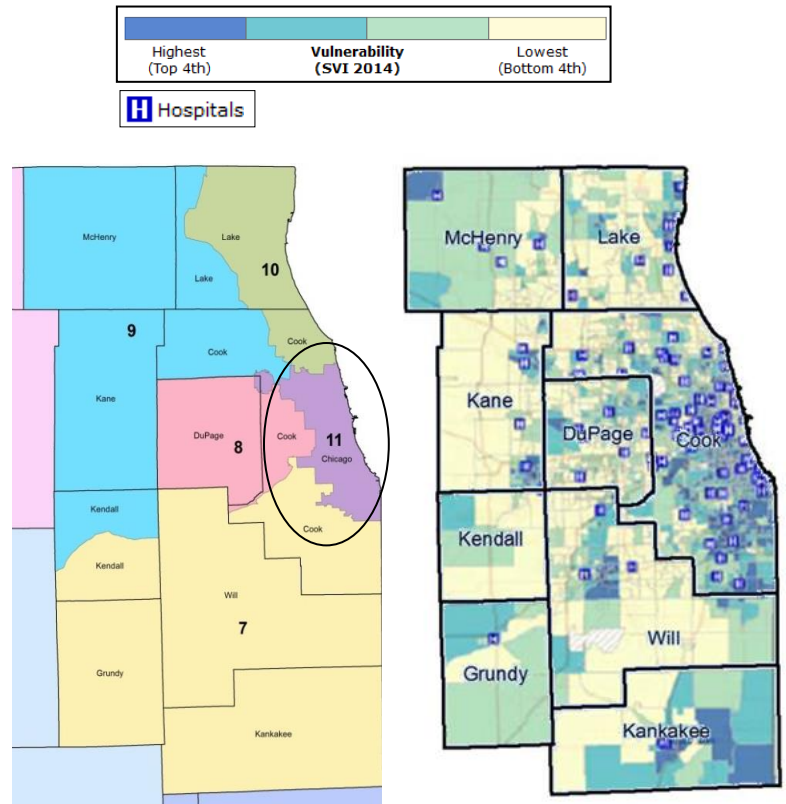 Highest
(Top 4th)
Vulnerability
(SVI 2014)
Lowest
(Bottom 4th)
H Hospitals
McHenry
Lake
10
Lake
9
Cook
Cook
Kane
DuPage
8
Cook
11
Chicago
Kendall
Cook
Kendall
Will
7
Grundy
Kankakee
McHenry
Lake
Kane
DuPage
Cook
Kendall
Will
Grundy
Kankakee